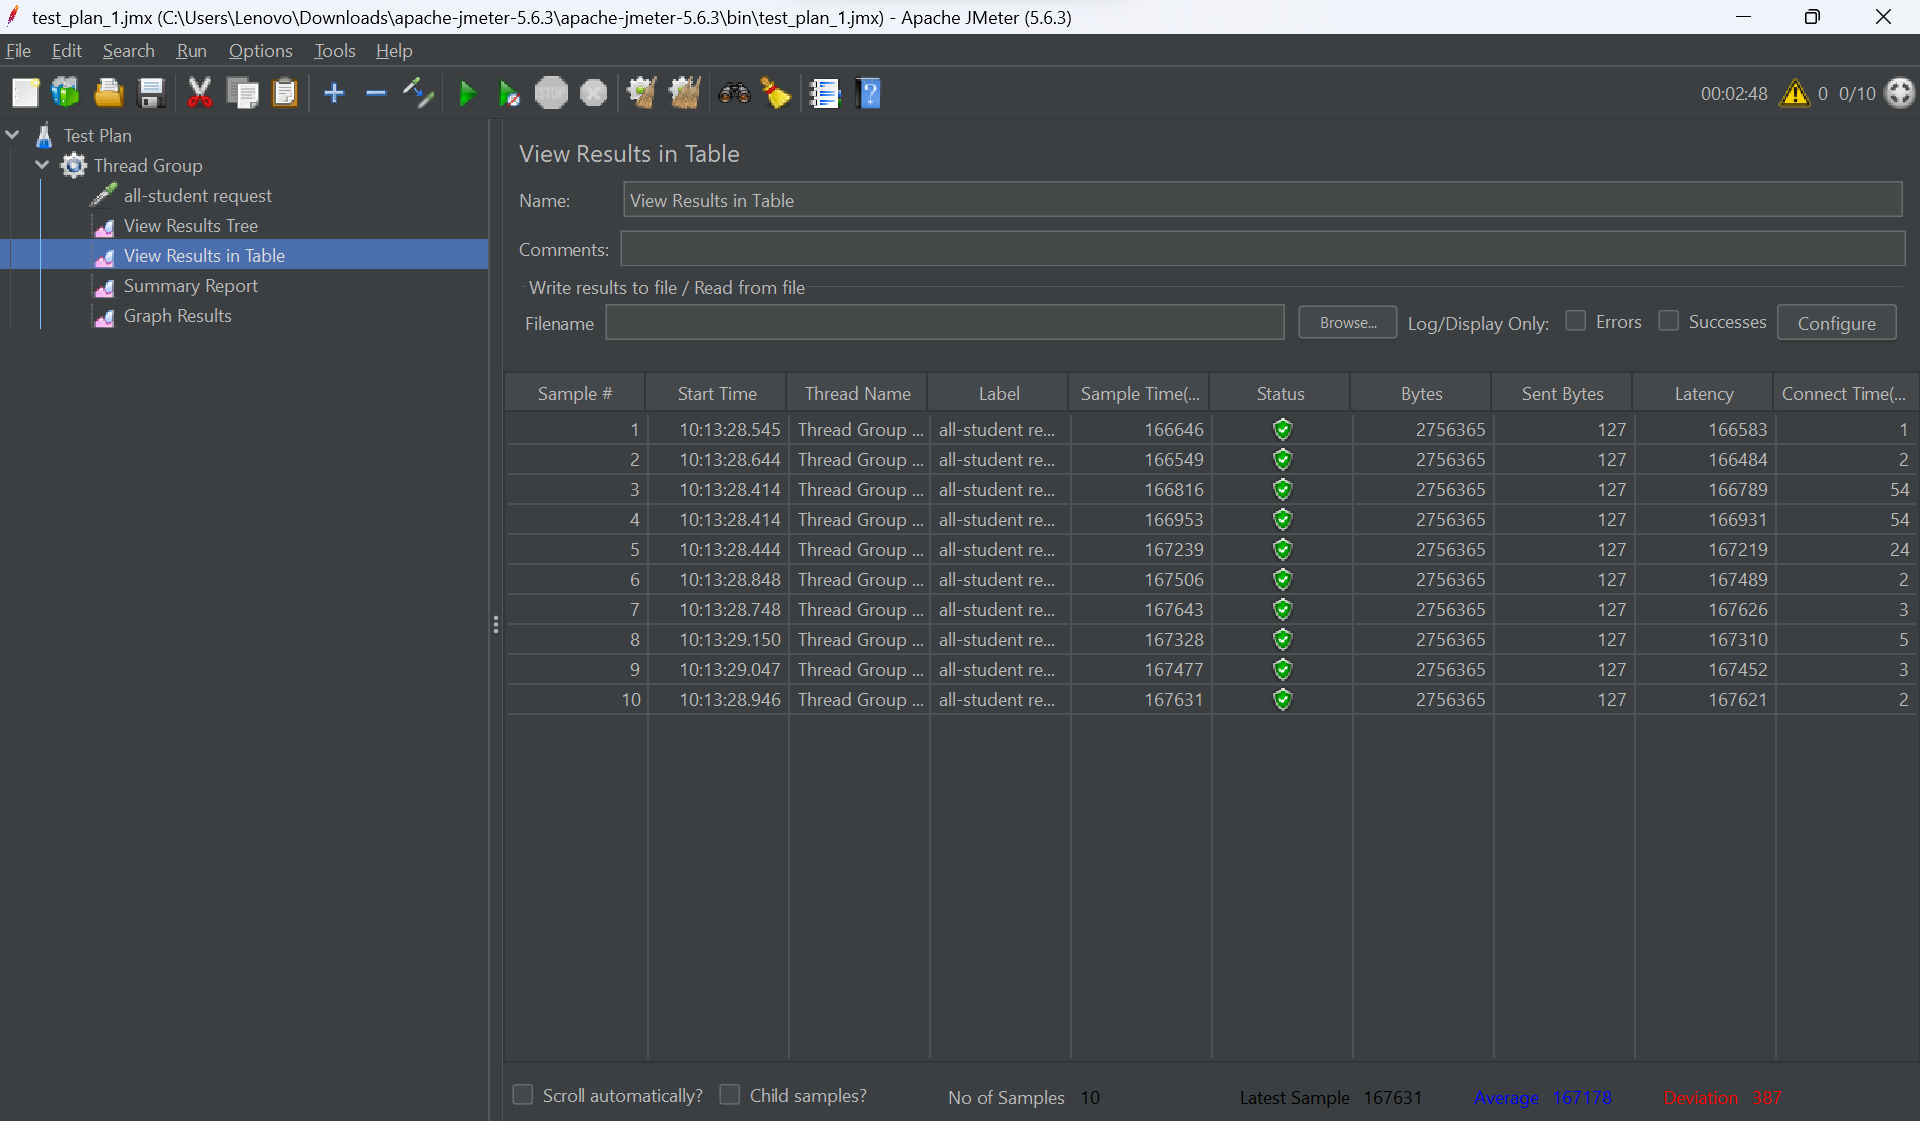 test_plan_1.jmx (C:\Users\Lenovo\Downloads\apache-jmeter-5.6.3\apache-jmeter-5.6.3\bin\test_plan_1.jmx) - Apache JMeter (5.6.3)
File Edit Search Run Options Tools Help
STOP
00:02:48 0 0/10
Test Plan
Thread Group
all-student request
View Results Tree
View Results in Table
Summary Report
Graph Results
View Results in Table
Name: View Results in Table
Comments:
Write results to file / Read from file
Filename Browse... Log/Display Only: Errors Successes Configure
Sample # Start Time Thread Name Label Sample Time(... Status Bytes Sent Bytes Latency Connect Time(...
1 10:13:28.545 Thread Group ... all-student re... 166646 2756365 127 166583 1
2 10:13:28.644 Thread Group ... all-student re... 166549 2756365 127 166484 2
3 10:13:28.414 Thread Group ... all-student re... 166816 2756365 127 166789 54
4 10:13:28.414 Thread Group ... all-student re... 166953 2756365 127 166931 54
5 10:13:28.444 Thread Group ... all-student re... 167239 2756365 127 167219 24
6 10:13:28.848 Thread Group ... all-student re... 167506 2756365 127 167489 2
7 10:13:28.748 Thread Group ... all-student re... 167643 2756365 127 167626 3
8 10:13:29.150 Thread Group ... all-student re... 167328 2756365 127 167310 5
9 10:13:29.047 Thread Group ... all-student re... 167477 2756365 127 167452 3
10 10:13:28.946 Thread Group ... all-student re... 167631 2756365 127 167621 2
Scroll automatically? Child samples? No of Samples 10 Latest Sample 167631 Average 167178 Deviation 387